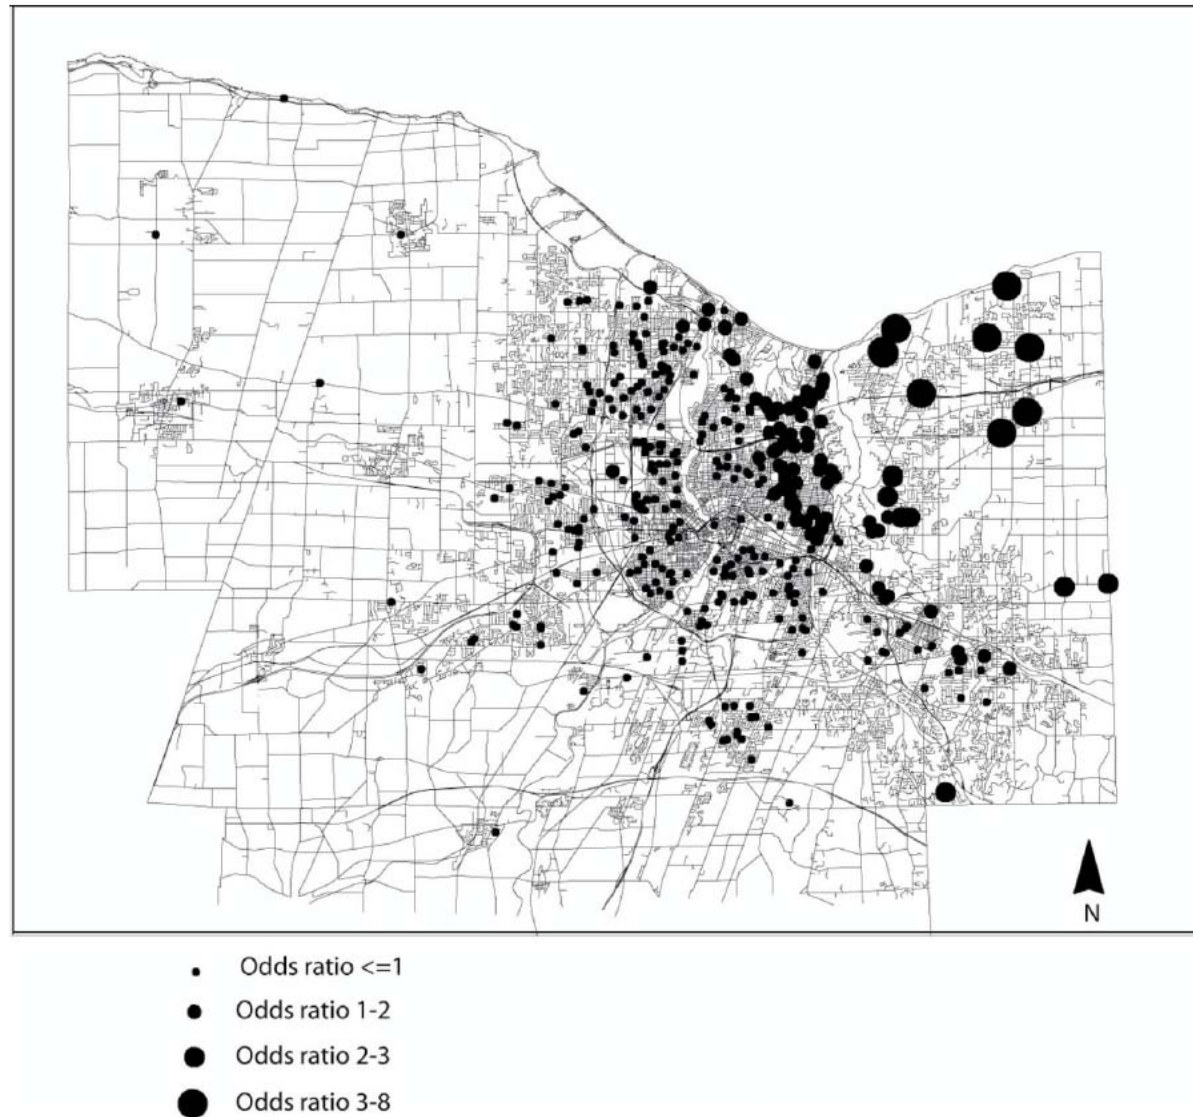 N
Odds ratio <=1
Odds ratio 1-2
Odds ratio 2-3
Odds ratio 3-8